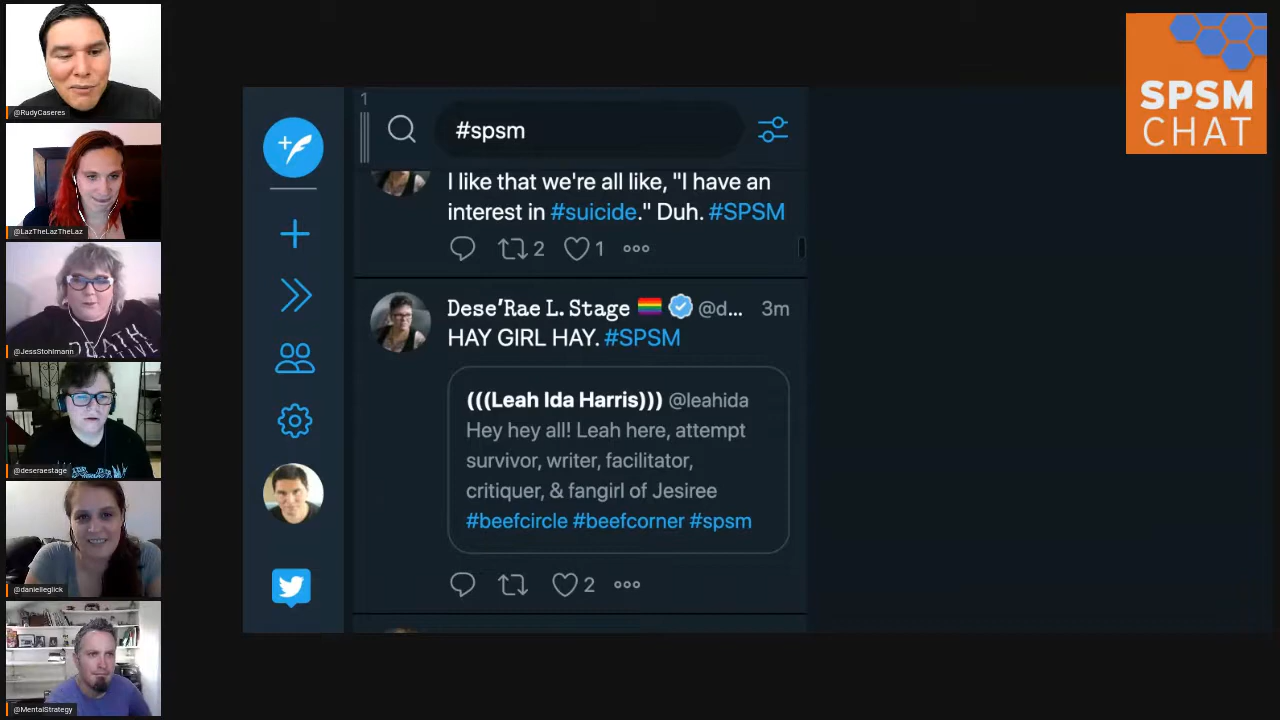 @RudyCaseres
@LazTheLazTheLaz
@JessStohlmann
@deseraestage
@danielleglick
@MentalStrategy
1
#spsm
I like that we're all like, "I have an
interest in #suicide." Duh. #SPSM
2 1
Dese'Rae L. Stage @d... 3m
HAY GIRL HAY. #SPSM
(((Leah Ida Harris))) @leahida
Hey hey all! Leah here, attempt
survivor, writer, facilitator,
critiquer, & fangirl of Jesiree
#beefcircle #beefcorner #spsm
2
SPSM
CHAT